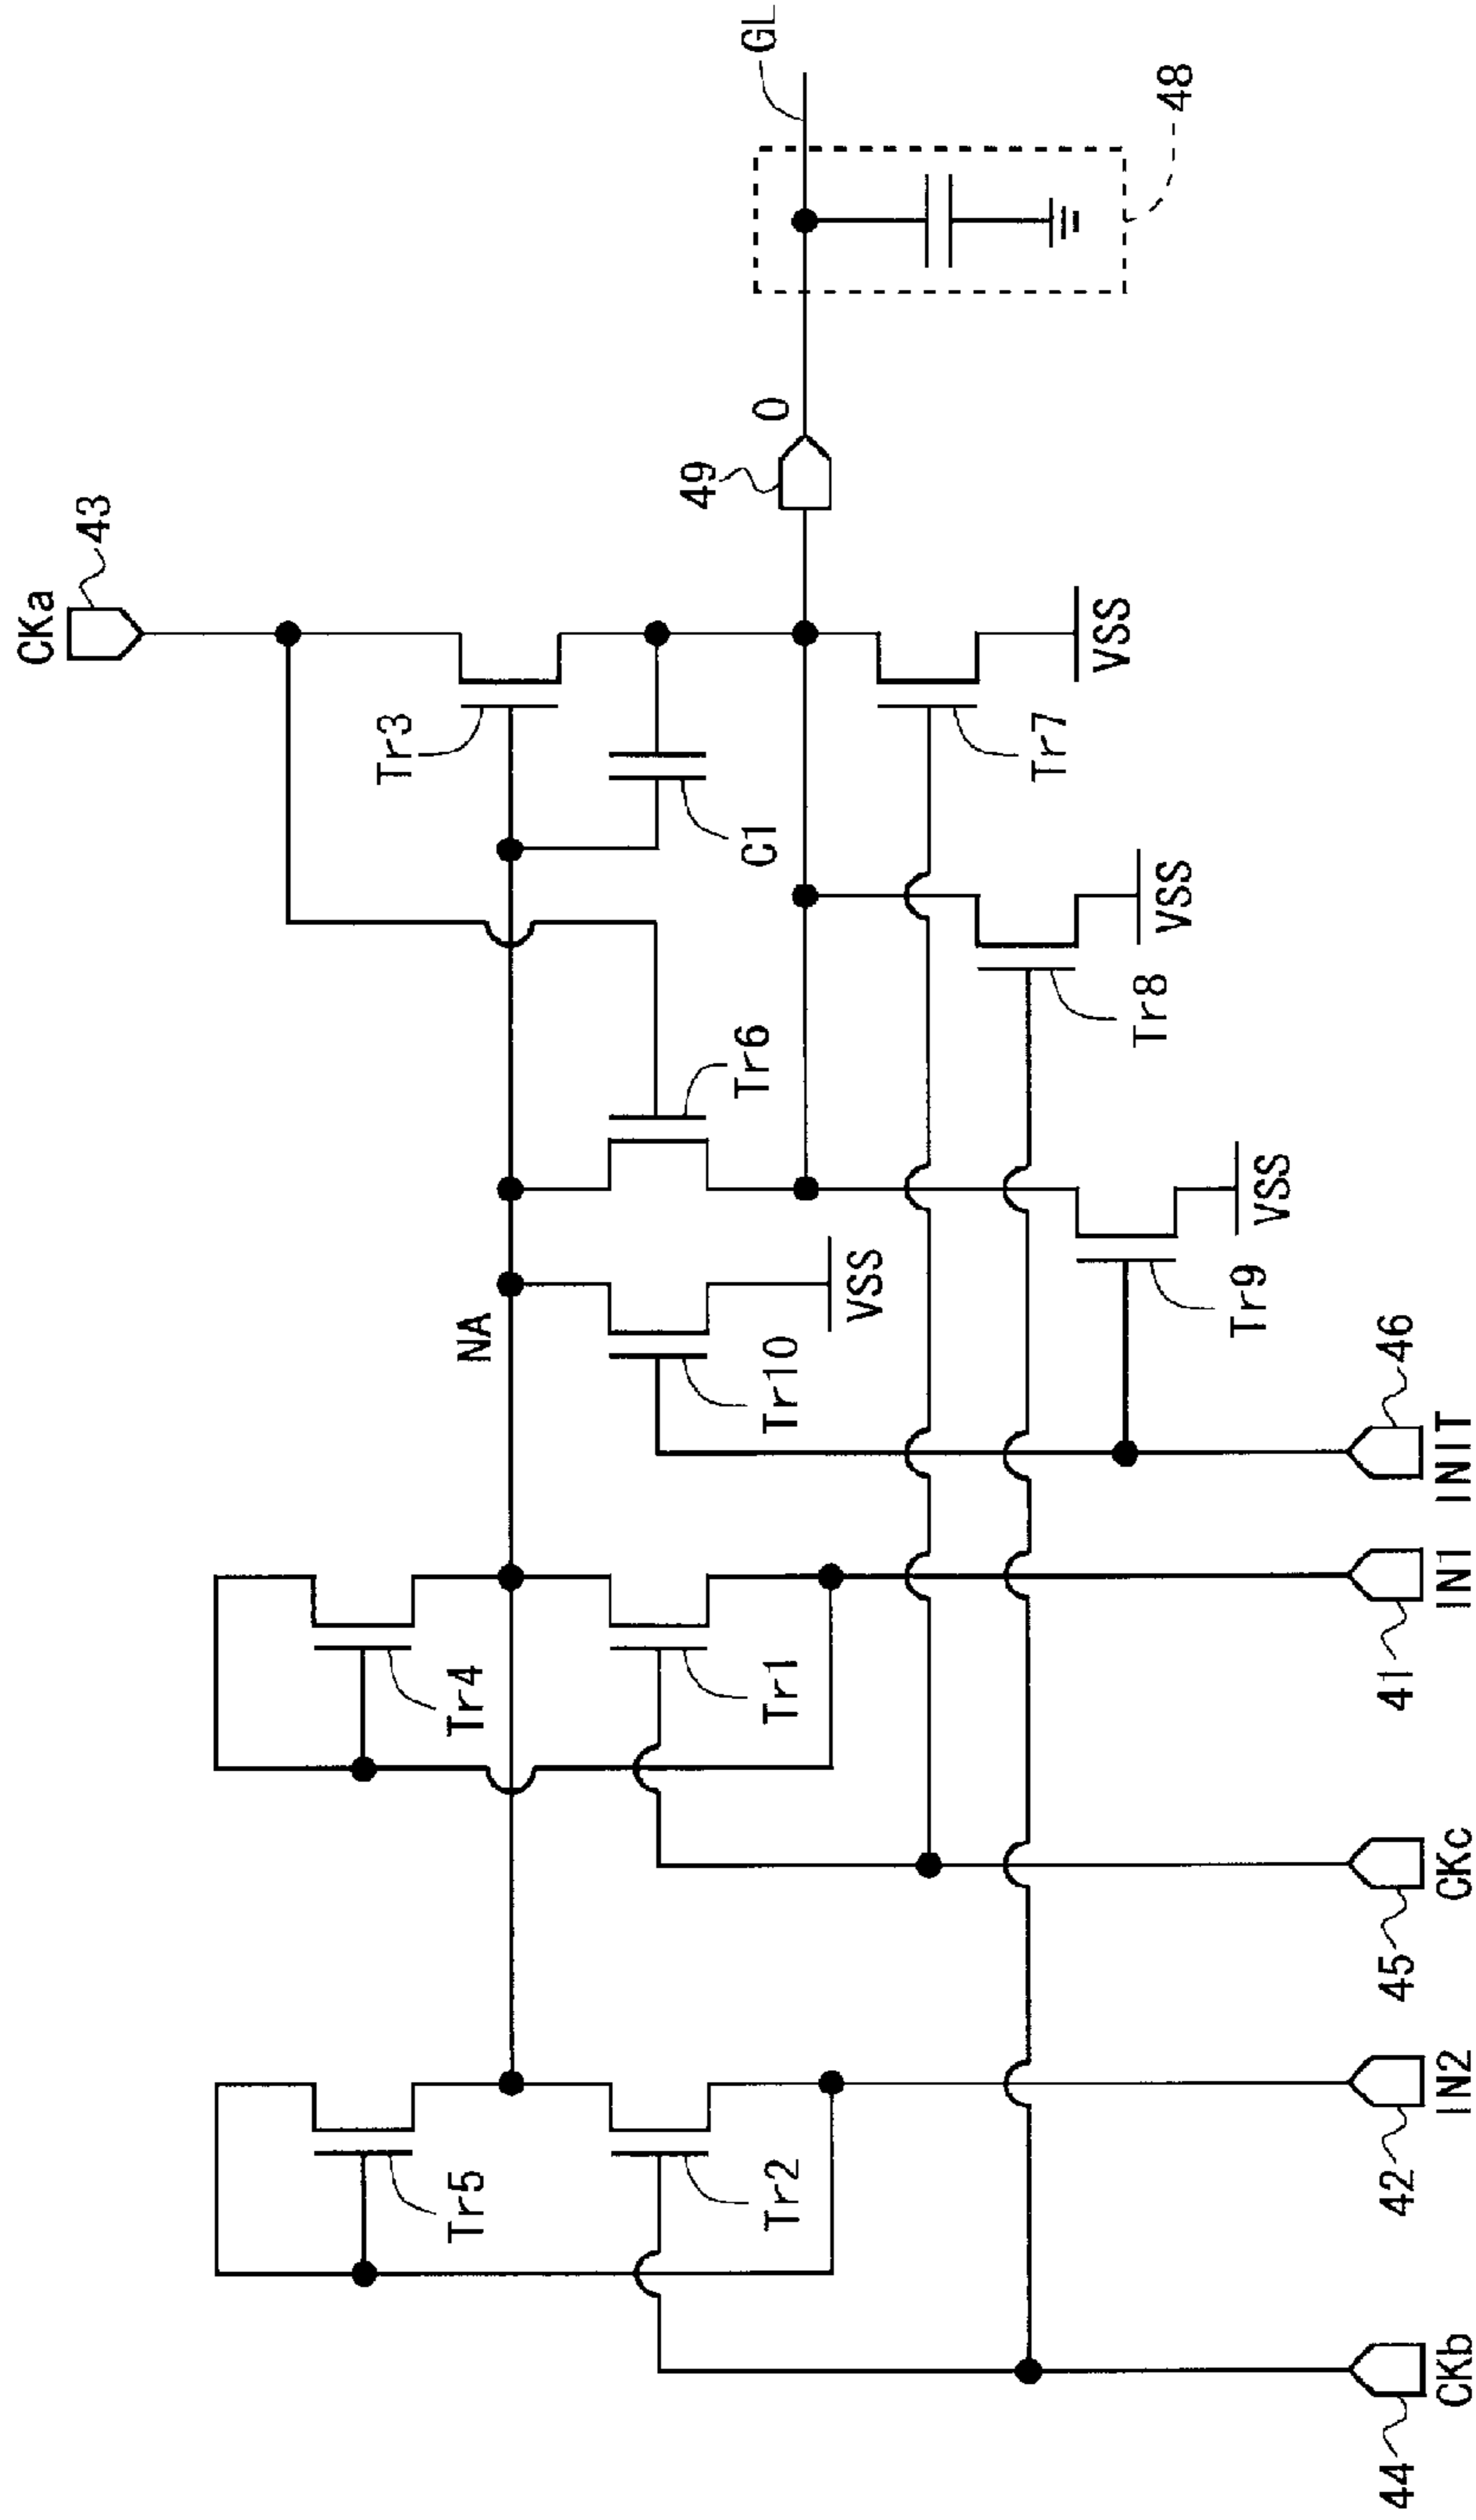 CKa
43
Tr3
C1
49
O
GL
48
Tr7
VSS
Tr8
VSS
Tr6
Tr9
VSS
NA
Tr10
VSS
Tr4
Tr1
Tr5
Tr2
44
CKb
42
IN2
45
CKc
41
IN1
46
INIT